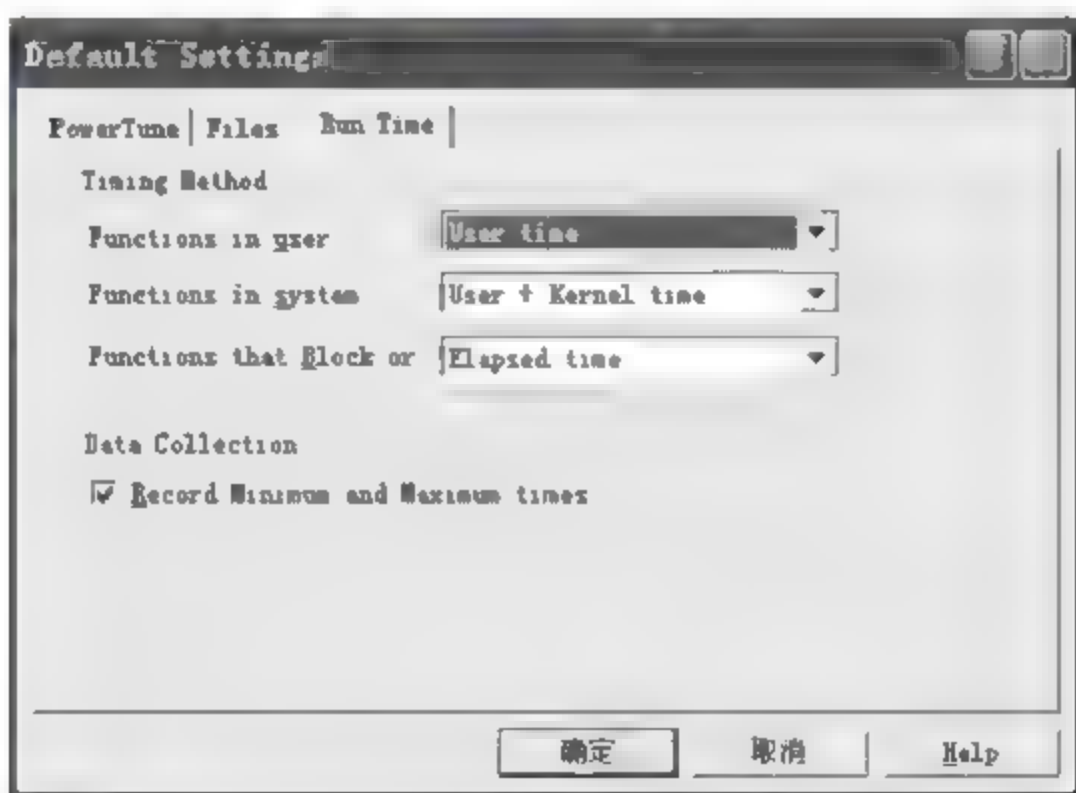 Default Settings
PowerTune Files Run Time
Timing Method
Functions in user User time
Functions in system User + Kernel time
Functions that Block or Elapsed time
Data Collection
Record Minimum and Maximum times
确定 取消 Help